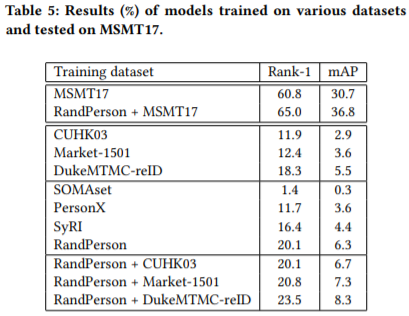 Table 5: Results (%) of models trained on various datasets
and tested on MSMT17.
Training dataset Rank-1 mAP
MSMT17 60.8 30.7
RandPerson + MSMT17 65.0 36.8
CUHK03 11.9 2.9
Market-1501 12.4 3.6
DukeMTMC-reID 18.3 5.5
SOMAset 1.4 0.3
PersonX 11.7 3.6
SyRI 16.4 4.4
RandPerson 20.1 6.3
RandPerson + CUHK03 20.1 6.7
RandPerson + Market-1501 20.8 7.3
RandPerson + DukeMTMC-reID 23.5 8.3